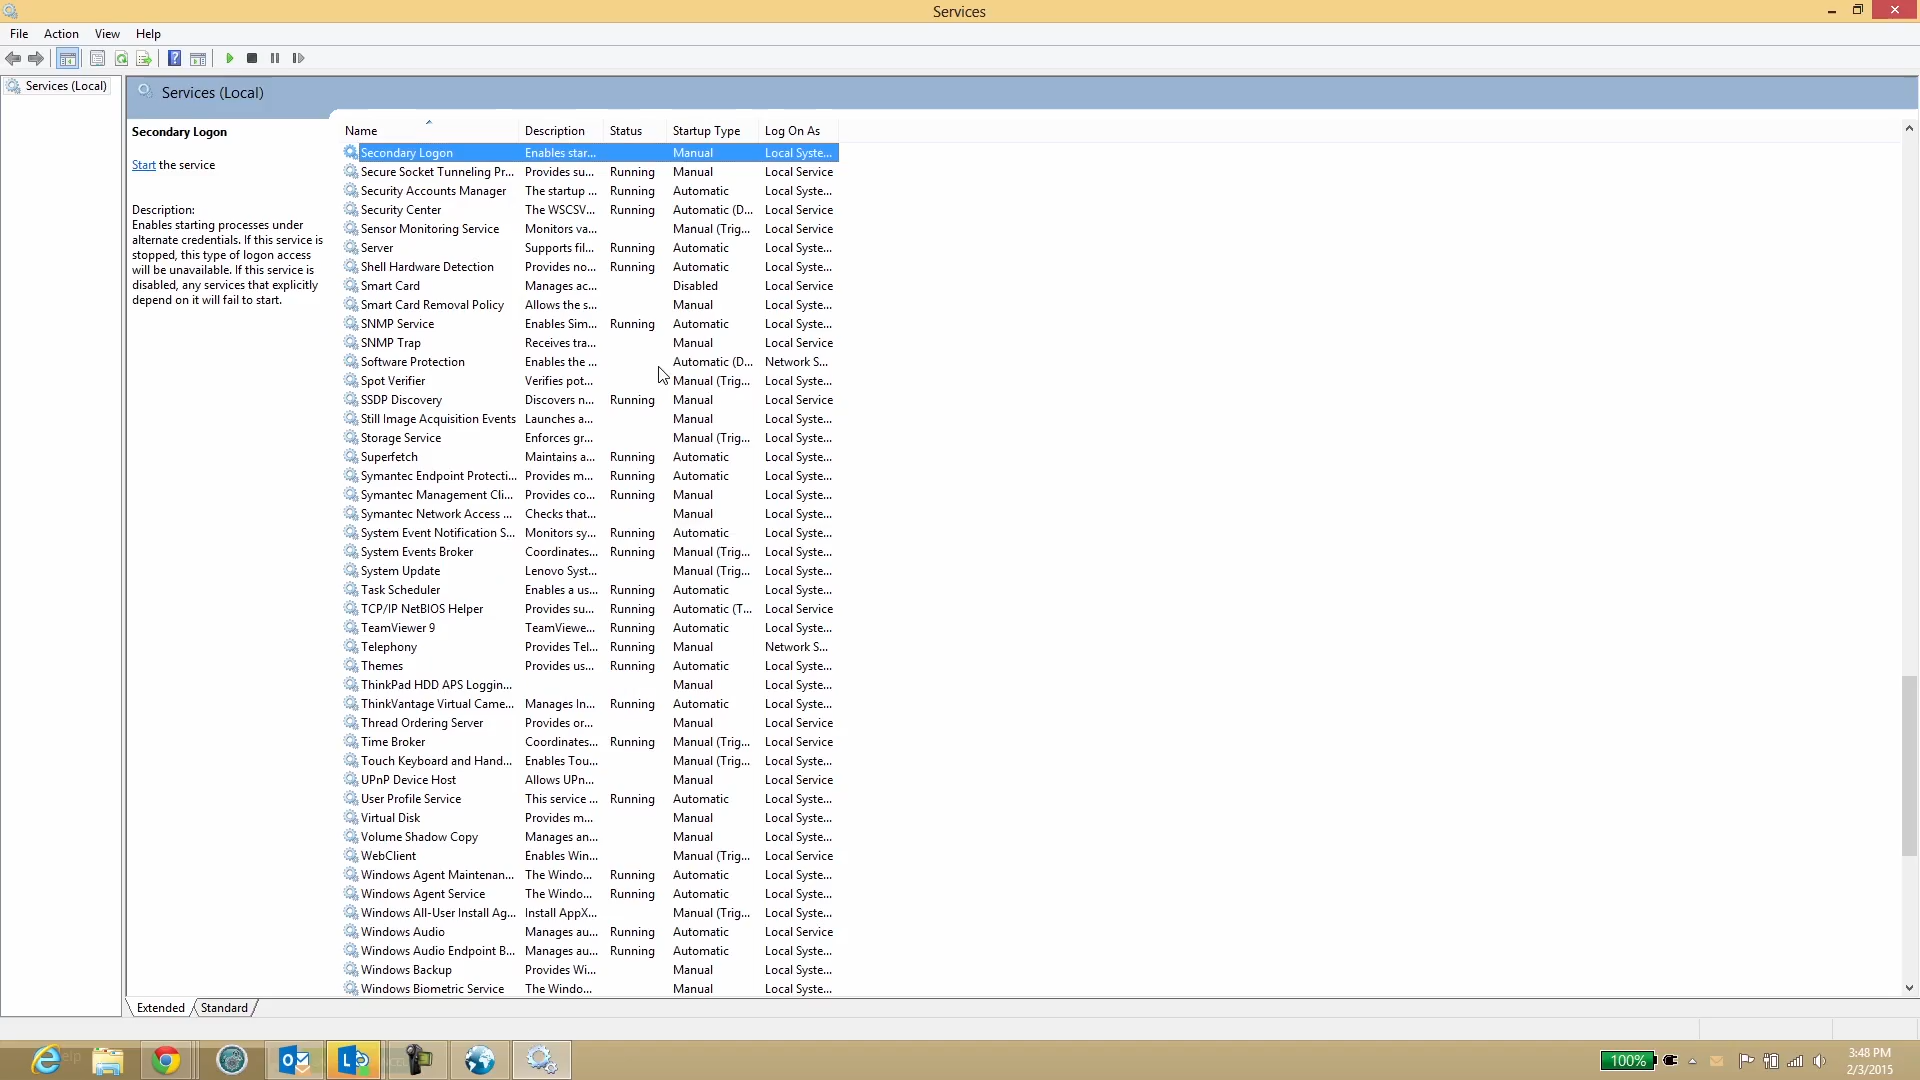 Services
File Action View Help
Services (Local)
Services (Local)
Secondary Logon
Start the service
Description:
Enables starting processes under
alternate credentials. If this service is
stopped, this type of logon access
will be unavailable. If this service is
disabled, any services that explicitly
depend on it will fail to start.
Name Description Status Startup Type Log On As
Secondary Logon Enables star... Manual Local Syste...
Secure Socket Tunneling Pr... Provides su... Running Manual Local Service
Security Accounts Manager The startup ... Running Automatic Local Syste...
Security Center The WSCSV... Running Automatic (D... Local Service
Sensor Monitoring Service Monitors va... Manual (Trig... Local Syste...
Server Supports fil... Running Automatic Local Syste...
Shell Hardware Detection Provides no... Running Automatic Local Syste...
Smart Card Manages ac... Disabled Local Service
Smart Card Removal Policy Allows the s... Manual Local Syste...
SNMP Service Enables Sim... Running Automatic Local Syste...
SNMP Trap Receives tra... Manual Local Service
Software Protection Enables the ... Automatic (D... Network S...
Spot Verifier Verifies pot... Manual (Trig... Local Syste...
SSDP Discovery Discovers n... Running Manual Local Service
Still Image Acquisition Events Launches a... Manual Local Syste...
Storage Service Enforces gr... Manual (Trig... Local Syste...
Superfetch Maintains a... Running Automatic Local Syste...
Symantec Endpoint Protecti... Provides m... Running Automatic Local Syste...
Symantec Management Cli... Provides co... Running Manual Local Syste...
Symantec Network Access ... Checks that... Manual Local Syste...
System Event Notification S... Monitors sy... Running Automatic Local Syste...
System Events Broker Coordinates... Running Manual (Trig... Local Syste...
System Update Lenovo Syst... Manual (Trig... Local Syste...
Task Scheduler Enables a us... Running Automatic Local Syste...
TCP/IP NetBIOS Helper Provides su... Running Automatic (T... Local Service
TeamViewer 9 TeamViewe... Running Automatic Local Syste...
Telephony Provides Tel... Running Manual Network S...
Themes Provides us... Running Automatic Local Syste...
ThinkPad HDD APS Loggin... Manual Local Syste...
ThinkVantage Virtual Came... Manages In... Running Automatic Local Syste...
Thread Ordering Server Provides or... Manual Local Service
Time Broker Coordinates... Running Manual (Trig... Local Service
Touch Keyboard and Hand... Enables Tou... Manual (Trig... Local Syste...
UPnP Device Host Allows UPn... Manual Local Service
User Profile Service This service ... Running Automatic Local Syste...
Virtual Disk Provides m... Manual Local Syste...
Volume Shadow Copy Manages an... Manual Local Syste...
WebClient Enables Win... Manual (Trig... Local Service
Windows Agent Maintenan... The Windo... Running Automatic Local Syste...
Windows Agent Service The Windo... Running Automatic Local Syste...
Windows All-User Install Ag... Install AppX... Manual (Trig... Local Syste...
Windows Audio Manages au... Running Automatic Local Service
Windows Audio Endpoint B... Manages au... Running Automatic Local Syste...
Windows Backup Provides Wi... Manual Local Syste...
Windows Biometric Service The Windo... Manual Local Syste...
Extended Standard
100%
3:48 PM
2/3/2015